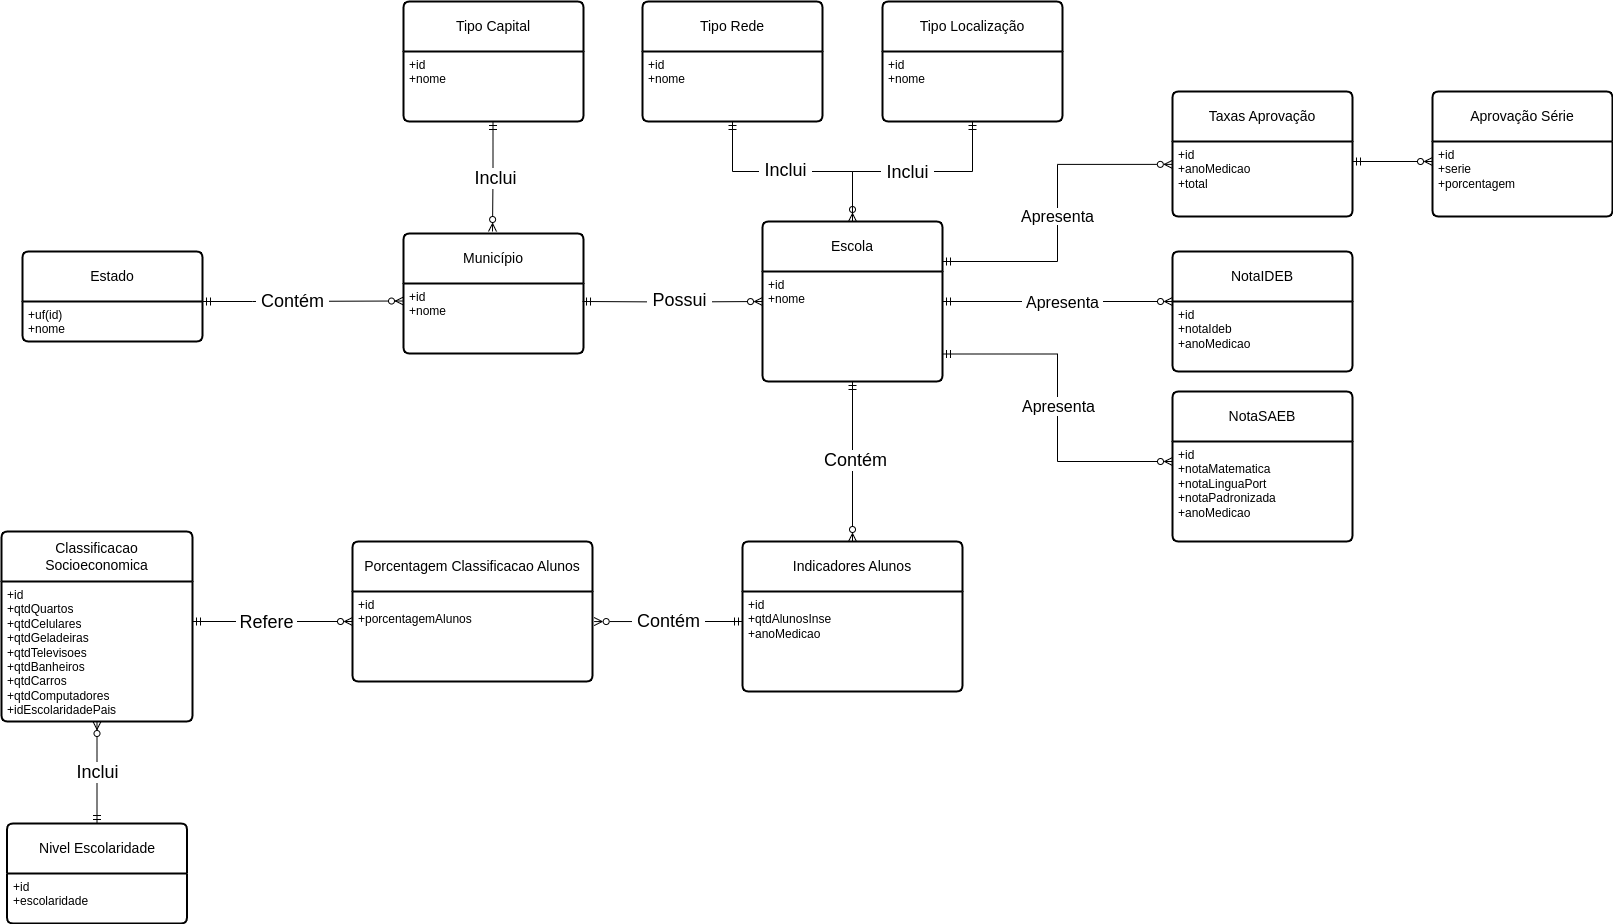 Tipo Capital
+id
+nome
Tipo Rede
+id
+nome
Tipo Localização
+id
+nome
Taxas Aprovação
+id
+anoMedicao
+total
Aprovação Série
+id
+serie
+porcentagem
Inclui
Inclui
Inclui
Apresenta
Estado
+uf(id)
+nome
Contém
Município
+id
+nome
Possui
Escola
+id
+nome
Apresenta
NotaIDEB
+id
+notaIdeb
+anoMedicao
Apresenta
NotaSAEB
+id
+notaMatematica
+notaLinguaPort
+notaPadronizada
+anoMedicao
Contém
Classificacao
Socioeconomica
+id
+qtdQuartos
+qtdCelulares
+qtdGeladeiras
+qtdTelevisoes
+qtdBanheiros
+qtdCarros
+qtdComputadores
+idEscolaridadePais
Refere
Porcentagem Classificacao Alunos
+id
+porcentagemAlunos
Contém
Indicadores Alunos
+id
+qtdAlunosInse
+anoMedicao
Inclui
Nivel Escolaridade
+id
+escolaridade